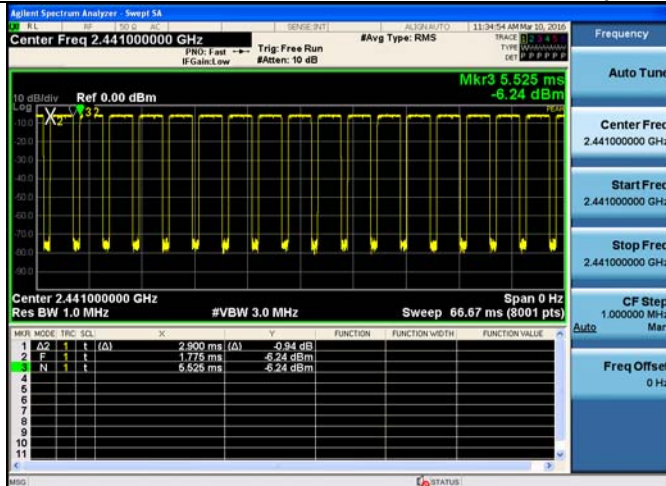 Agilent Spectrum Analyzer - Swept SA
RL RF 50 Ω AC SENSE:INT ALIGN AUTO 11:34:54 AM Mar 10, 2016
Center Freq 2.441000000 GHz
PNO: Fast
IFGain:Low
Trig: Free Run
#Atten: 10 dB
#Avg Type: RMS
TRACE 1 2 3 4 5 6
TYPE
DET P P P P P P
Mkr3 5.525 ms
-6.24 dBm
10 dB/div Ref 0.00 dBm
Log
PEAK
-10.0
-20.0
-30.0
-40.0
-50.0
-60.0
-70.0
-80.0
-90.0
Center 2.441000000 GHz Span 0 Hz
Res BW 1.0 MHz #VBW 3.0 MHz Sweep 66.67 ms (8001 pts)
MKR MODE TRC SCL X Y FUNCTION FUNCTION WIDTH FUNCTION VALUE
1 Δ2 1 t (Δ) 2.900 ms (Δ) -0.94 dB
2 F 1 t 1.775 ms -6.24 dBm
3 N 1 t 5.525 ms -6.24 dBm
4
5
6
7
8
9
10
11
MSG STATUS
Frequency
Auto Tune
Center Freq
2.441000000 GHz
Start Freq
2.441000000 GHz
Stop Freq
2.441000000 GHz
CF Step
1.000000 MHz
Auto Man
Freq Offset
0 Hz